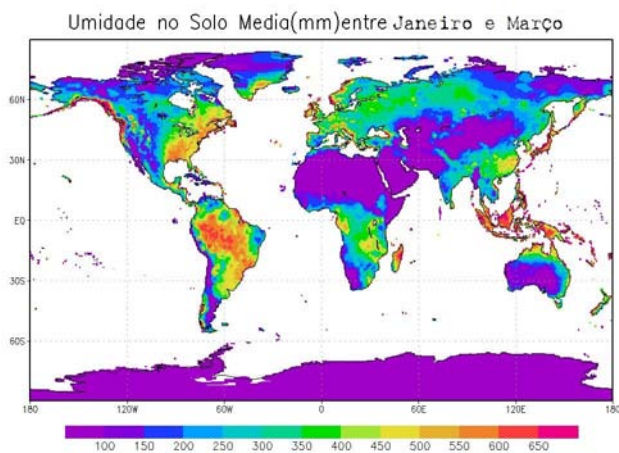 Umidade no Solo Media(mm)entre Janeiro e Março
60N
30N
EQ
30S
60S
180 120W 60W 0 60E 120E 180
100 150 200 250 300 350 400 450 500 550 600 650